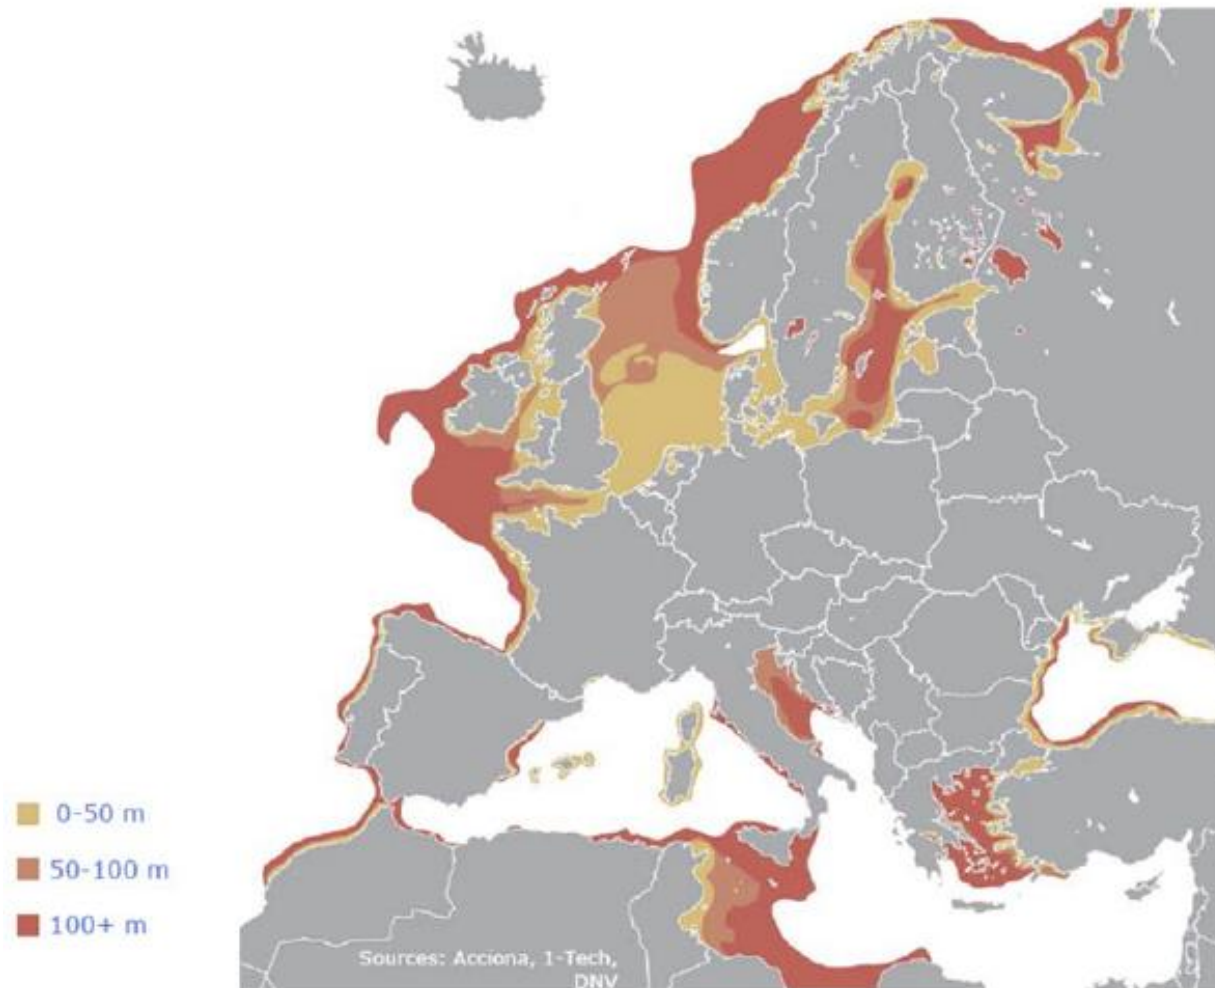 0-50 m
50-100 m
100+ m
Sources: Acciona, 1-Tech,
DNV